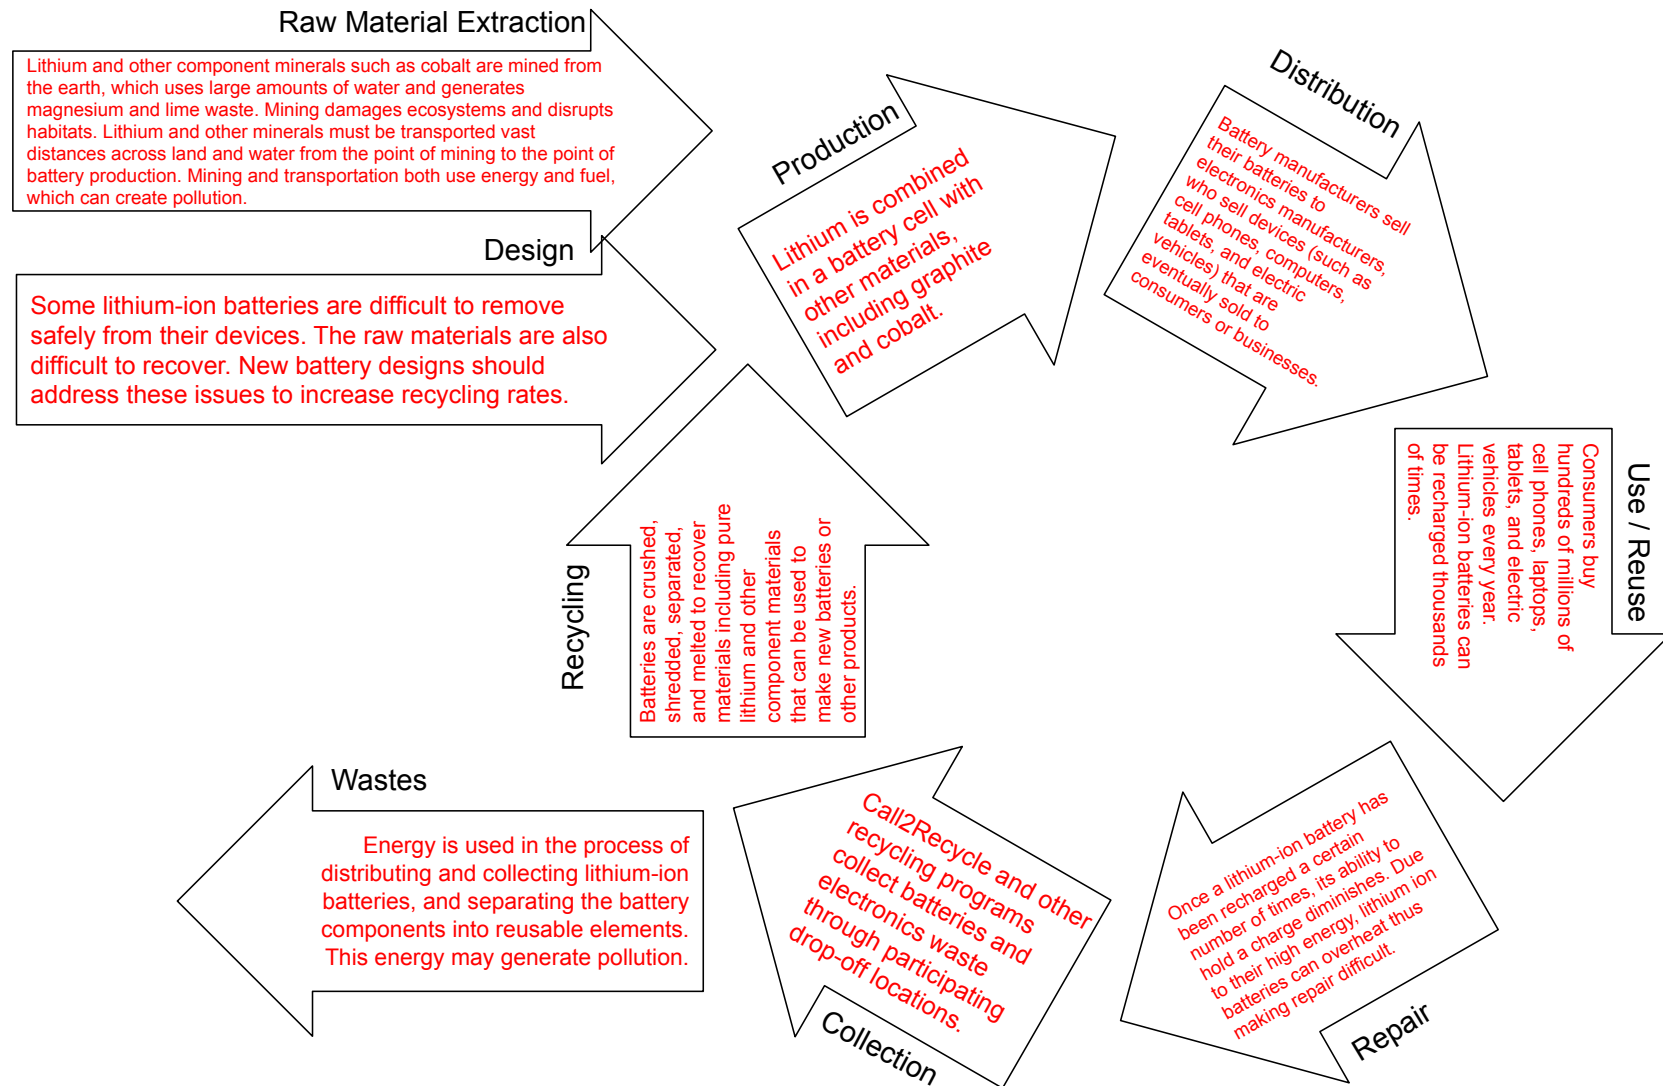 Raw Material Extraction
Lithium and other component minerals such as cobalt are mined from
the earth, which uses large amounts of water and generates
magnesium and lime waste. Mining damages ecosystems and disrupts
habitats. Lithium and other minerals must be transported vast
distances across land and water from the point of mining to the point of
battery production. Mining and transportation both use energy and fuel,
which can create pollution.
Design
Some lithium-ion batteries are difficult to remove
safely from their devices. The raw materials are also
difficult to recover. New battery designs should
address these issues to increase recycling rates.
Production
Lithium is combined
in a battery cell with
other materials,
including graphite
and cobalt.
Distribution
Battery manufacturers sell
their batteries to
electronics manufacturers,
who sell devices (such as
cell phones, computers,
tablets, and electric
vehicles) that are
eventually sold to
consumers or businesses.
Use / Reuse
Consumers buy
hundreds of millions of
cell phones, laptops,
tablets, and electric
vehicles every year.
Lithium-ion batteries can
be recharged thousands
of times.
Repair
Once a lithium-ion battery has
been recharged a certain
number of times, its ability to
hold a charge diminishes. Due
to their high energy, lithium ion
batteries can overheat thus
making repair difficult.
Collection
Call2Recycle and other
recycling programs
collect batteries and
electronics waste
through participating
drop-off locations.
Recycling
Batteries are crushed,
shredded, separated,
and melted to recover
materials including pure
lithium and other
component materials
that can be used to
make new batteries or
other products.
Wastes
Energy is used in the process of
distributing and collecting lithium-ion
batteries, and separating the battery
components into reusable elements.
This energy may generate pollution.